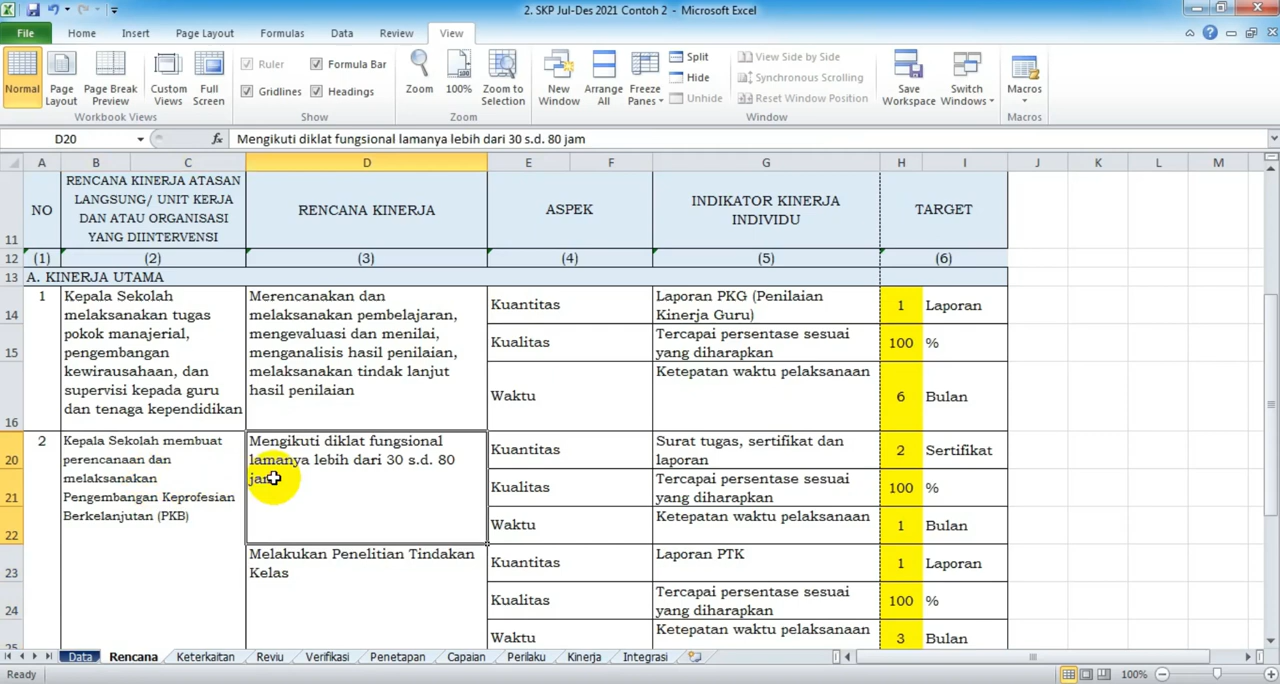 2. SKP Jul-Des 2021 Contoh 2 - Microsoft Excel
File Home Insert Page Layout Formulas Data Review View
Normal Page Layout Page Break Preview Custom Views Full Screen
Workbook Views
Ruler Formula Bar
Gridlines Headings
Show
Zoom 100% Zoom to Selection
Zoom
New Window Arrange All Freeze Panes
Split
Hide
Unhide
View Side by Side
Synchronous Scrolling
Reset Window Position
Save Workspace Switch Windows
Window
Macros
Macros
D20 fx Mengikuti diklat fungsional lamanya lebih dari 30 s.d. 80 jam
A B C D E F G H I J K L M
11
NO
RENCANA KINERJA ATASAN
LANGSUNG/ UNIT KERJA
DAN ATAU ORGANISASI
YANG DIINTERVENSI
RENCANA KINERJA
ASPEK
INDIKATOR KINERJA
INDIVIDU
TARGET
12 (1) (2) (3) (4) (5) (6)
13 A. KINERJA UTAMA
14
1
Kepala Sekolah
melaksanakan tugas
pokok manajerial,
pengembangan
kewirausahaan, dan
supervisi kepada guru
dan tenaga kependidikan
Merencanakan dan
melaksanakan pembelajaran,
mengevaluasi dan menilai,
menganalisis hasil penilaian,
melaksanakan tindak lanjut
hasil penilaian
Kuantitas
Laporan PKG (Penilaian
Kinerja Guru)
1 Laporan
15
Kualitas
Tercapai persentase sesuai
yang diharapkan
100 %
16
Waktu
Ketepatan waktu pelaksanaan
6 Bulan
20
2
Kepala Sekolah membuat
perencanaan dan
melaksanakan
Pengembangan Keprofesian
Berkelanjutan (PKB)
Mengikuti diklat fungsional
lamanya lebih dari 30 s.d. 80
jam
Kuantitas
Surat tugas, sertifikat dan
laporan
2 Sertifikat
21
Kualitas
Tercapai persentase sesuai
yang diharapkan
100 %
22
Waktu
Ketepatan waktu pelaksanaan
1 Bulan
23
Melakukan Penelitian Tindakan
Kelas
Kuantitas
Laporan PTK
1 Laporan
24
Kualitas
Tercapai persentase sesuai
yang diharapkan
100 %
25
Waktu
Ketepatan waktu pelaksanaan
3 Bulan
Data Rencana Keterkaitan Reviu Verifikasi Penetapan Capaian Perilaku Kinerja Integrasi
Ready 100%